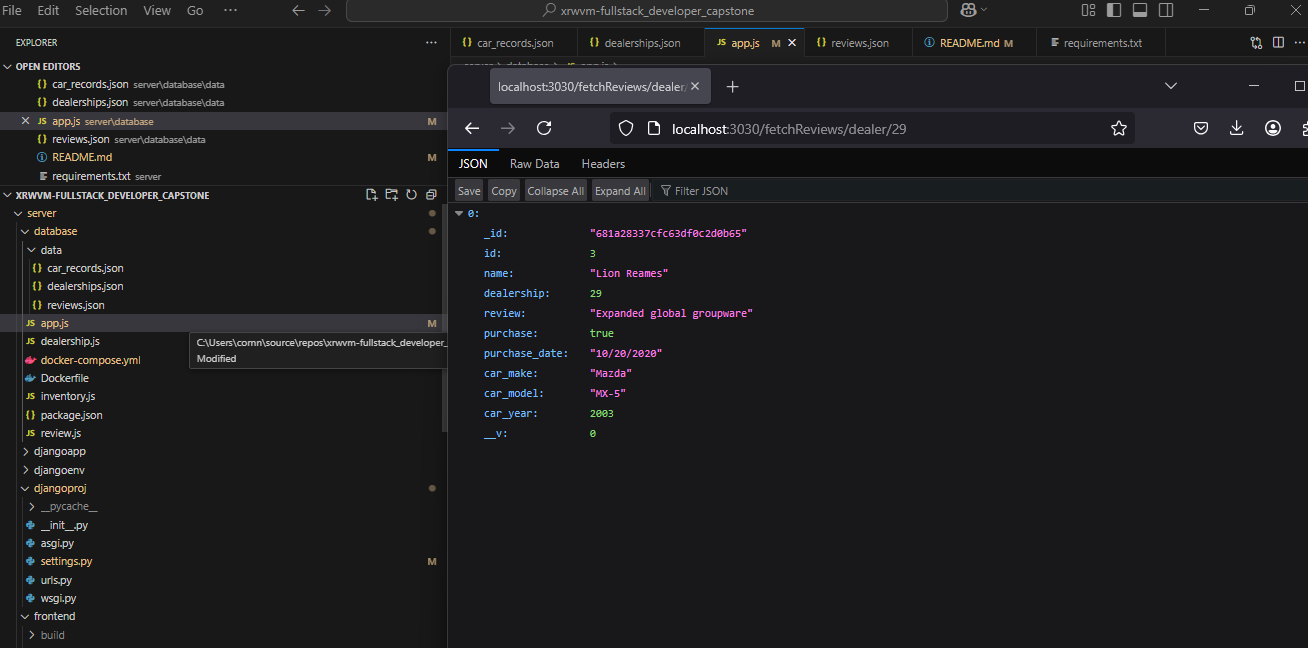 File Edit Selection View Go ··· xrwvm-fullstack_developer_capstone
EXPLORER ···
OPEN EDITORS
{} car_records.json server\database\data
{} dealerships.json server\database\data
JS app.js server\database M
{} reviews.json server\database\data
README.md M
requirements.txt server
XRWVM-FULLSTACK_DEVELOPER_CAPSTONE
server
database
data
{} car_records.json
{} dealerships.json
{} reviews.json
JS app.js M
JS dealership.js
docker-compose.yml
Dockerfile
JS inventory.js
{} package.json
JS review.js
djangoapp
djangoenv
djangoproj
__pycache__
__init__.py
asgi.py
settings.py M
urls.py
wsgi.py
frontend
build
C:\Users\comn\source\repos\xrwvm-fullstack_developer_
Modified
{} car_records.json {} dealerships.json JS app.js M {} reviews.json README.md M requirements.txt ···
localhost:3030/fetchReviews/dealer/
localhost:3030/fetchReviews/dealer/29
JSON Raw Data Headers
Save Copy Collapse All Expand All Filter JSON
0:
_id: "681a28337cfc63df0c2d0b65"
id: 3
name: "Lion Reames"
dealership: 29
review: "Expanded global groupware"
purchase: true
purchase_date: "10/20/2020"
car_make: "Mazda"
car_model: "MX-5"
car_year: 2003
__v: 0